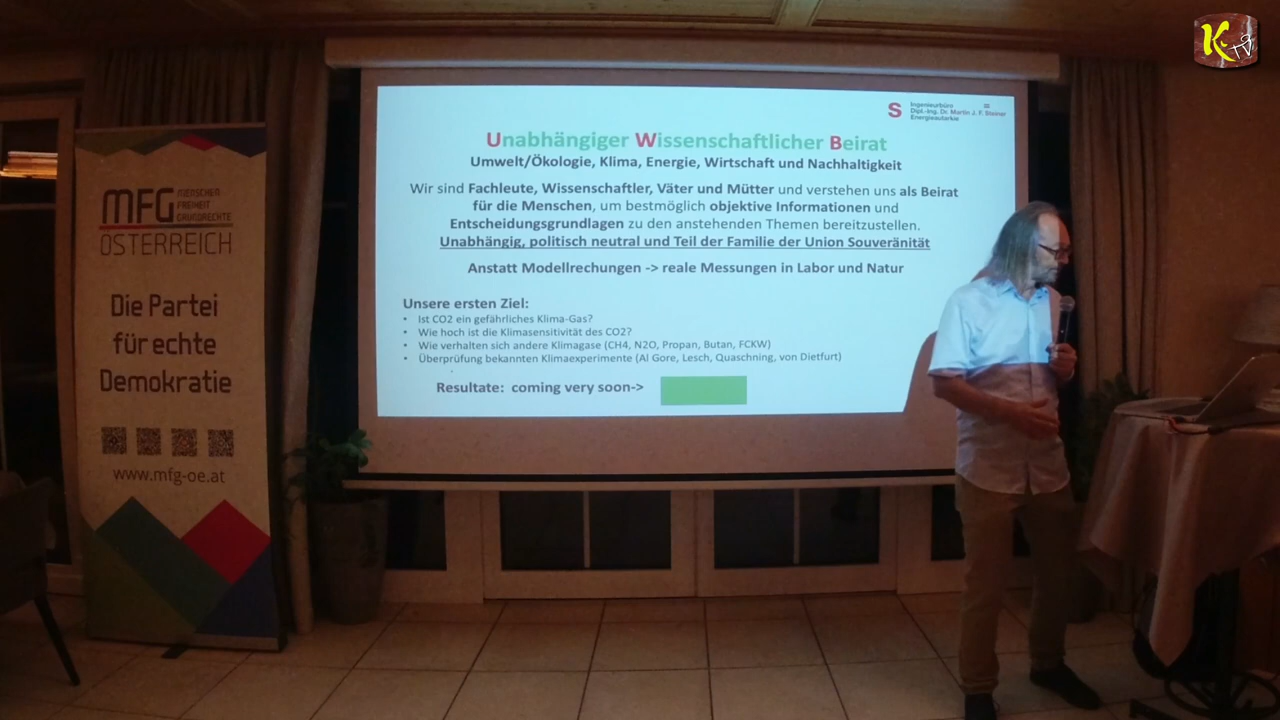 K
TV
Ingenieurbüro
Dipl.-Ing. Dr. Martin J. F. Steiner
Energieautarkie
S
Unabhängiger Wissenschaftlicher Beirat
Umwelt/Ökologie, Klima, Energie, Wirtschaft und Nachhaltigkeit
Wir sind Fachleute, Wissenschaftler, Väter und Mütter und verstehen uns als Beirat
für die Menschen, um bestmöglich objektive Informationen und
Entscheidungsgrundlagen zu den anstehenden Themen bereitzustellen.
Unabhängig, politisch neutral und Teil der Familie der Union Souveränität
Anstatt Modellrechungen -> reale Messungen in Labor und Natur
Unsere ersten Ziel:
• Ist CO2 ein gefährliches Klima-Gas?
• Wie hoch ist die Klimasensitivität des CO2?
• Wie verhalten sich andere Klimagase (CH4, N2O, Propan, Butan, FCKW)
• Überprüfung bekannten Klimaexperimente (Al Gore, Lesch, Quaschning, von Dietfurt)
Resultate: coming very soon->
MFG
MENSCHEN
FREIHEIT
GRUNDRECHTE
ÖSTERREICH
Die Partei
für echte
Demokratie
www.mfg-oe.at